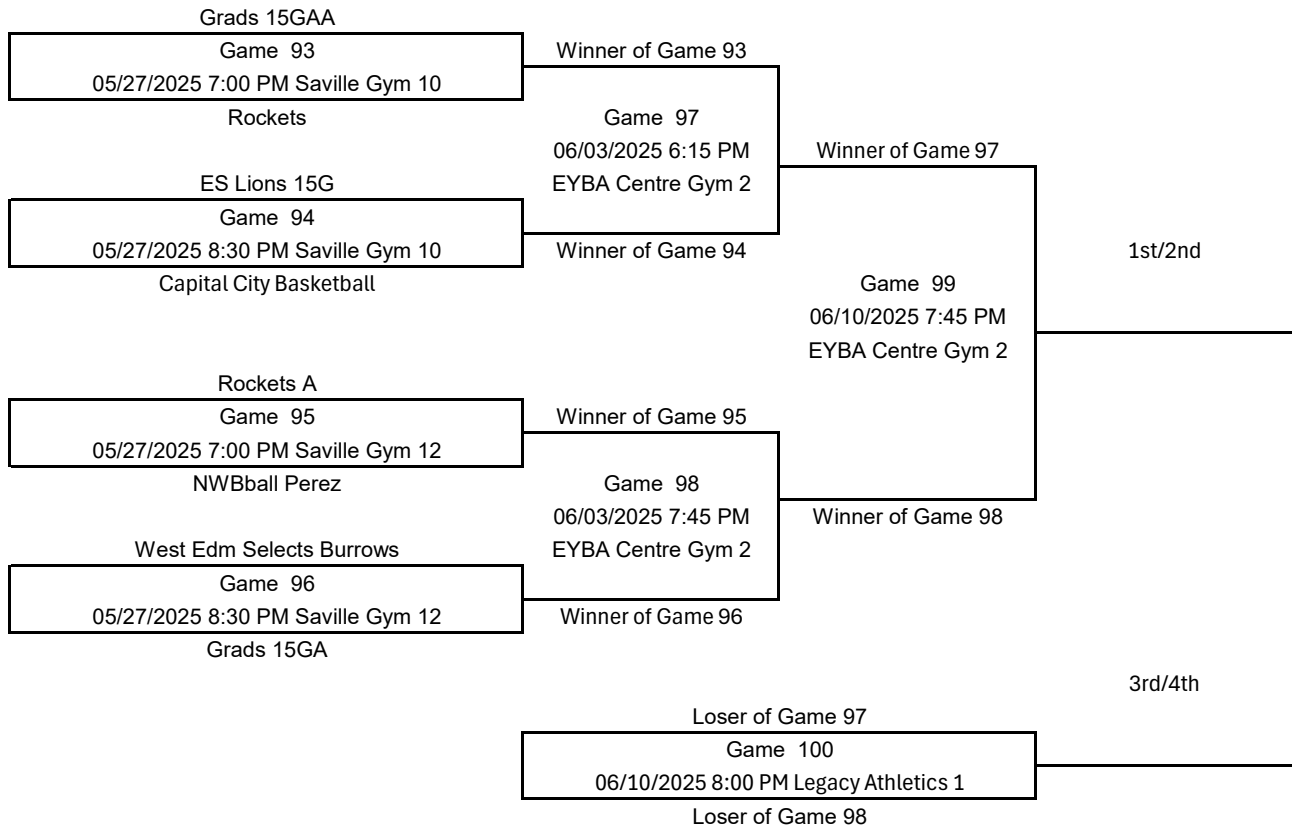 Grads 15GAA
Game 93
05/27/2025 7:00 PM Saville Gym 10
Rockets
ES Lions 15G
Game 94
05/27/2025 8:30 PM Saville Gym 10
Capital City Basketball
Rockets A
Game 95
05/27/2025 7:00 PM Saville Gym 12
NWBball Perez
West Edm Selects Burrows
Game 96
05/27/2025 8:30 PM Saville Gym 12
Grads 15GA
Winner of Game 93
Game 97
06/03/2025 6:15 PM
EYBA Centre Gym 2
Winner of Game 94
Winner of Game 95
Game 98
06/03/2025 7:45 PM
EYBA Centre Gym 2
Winner of Game 96
Winner of Game 97
Game 99
06/10/2025 7:45 PM
EYBA Centre Gym 2
Winner of Game 98
1st/2nd
Loser of Game 97
Game 100
06/10/2025 8:00 PM Legacy Athletics 1
Loser of Game 98
3rd/4th